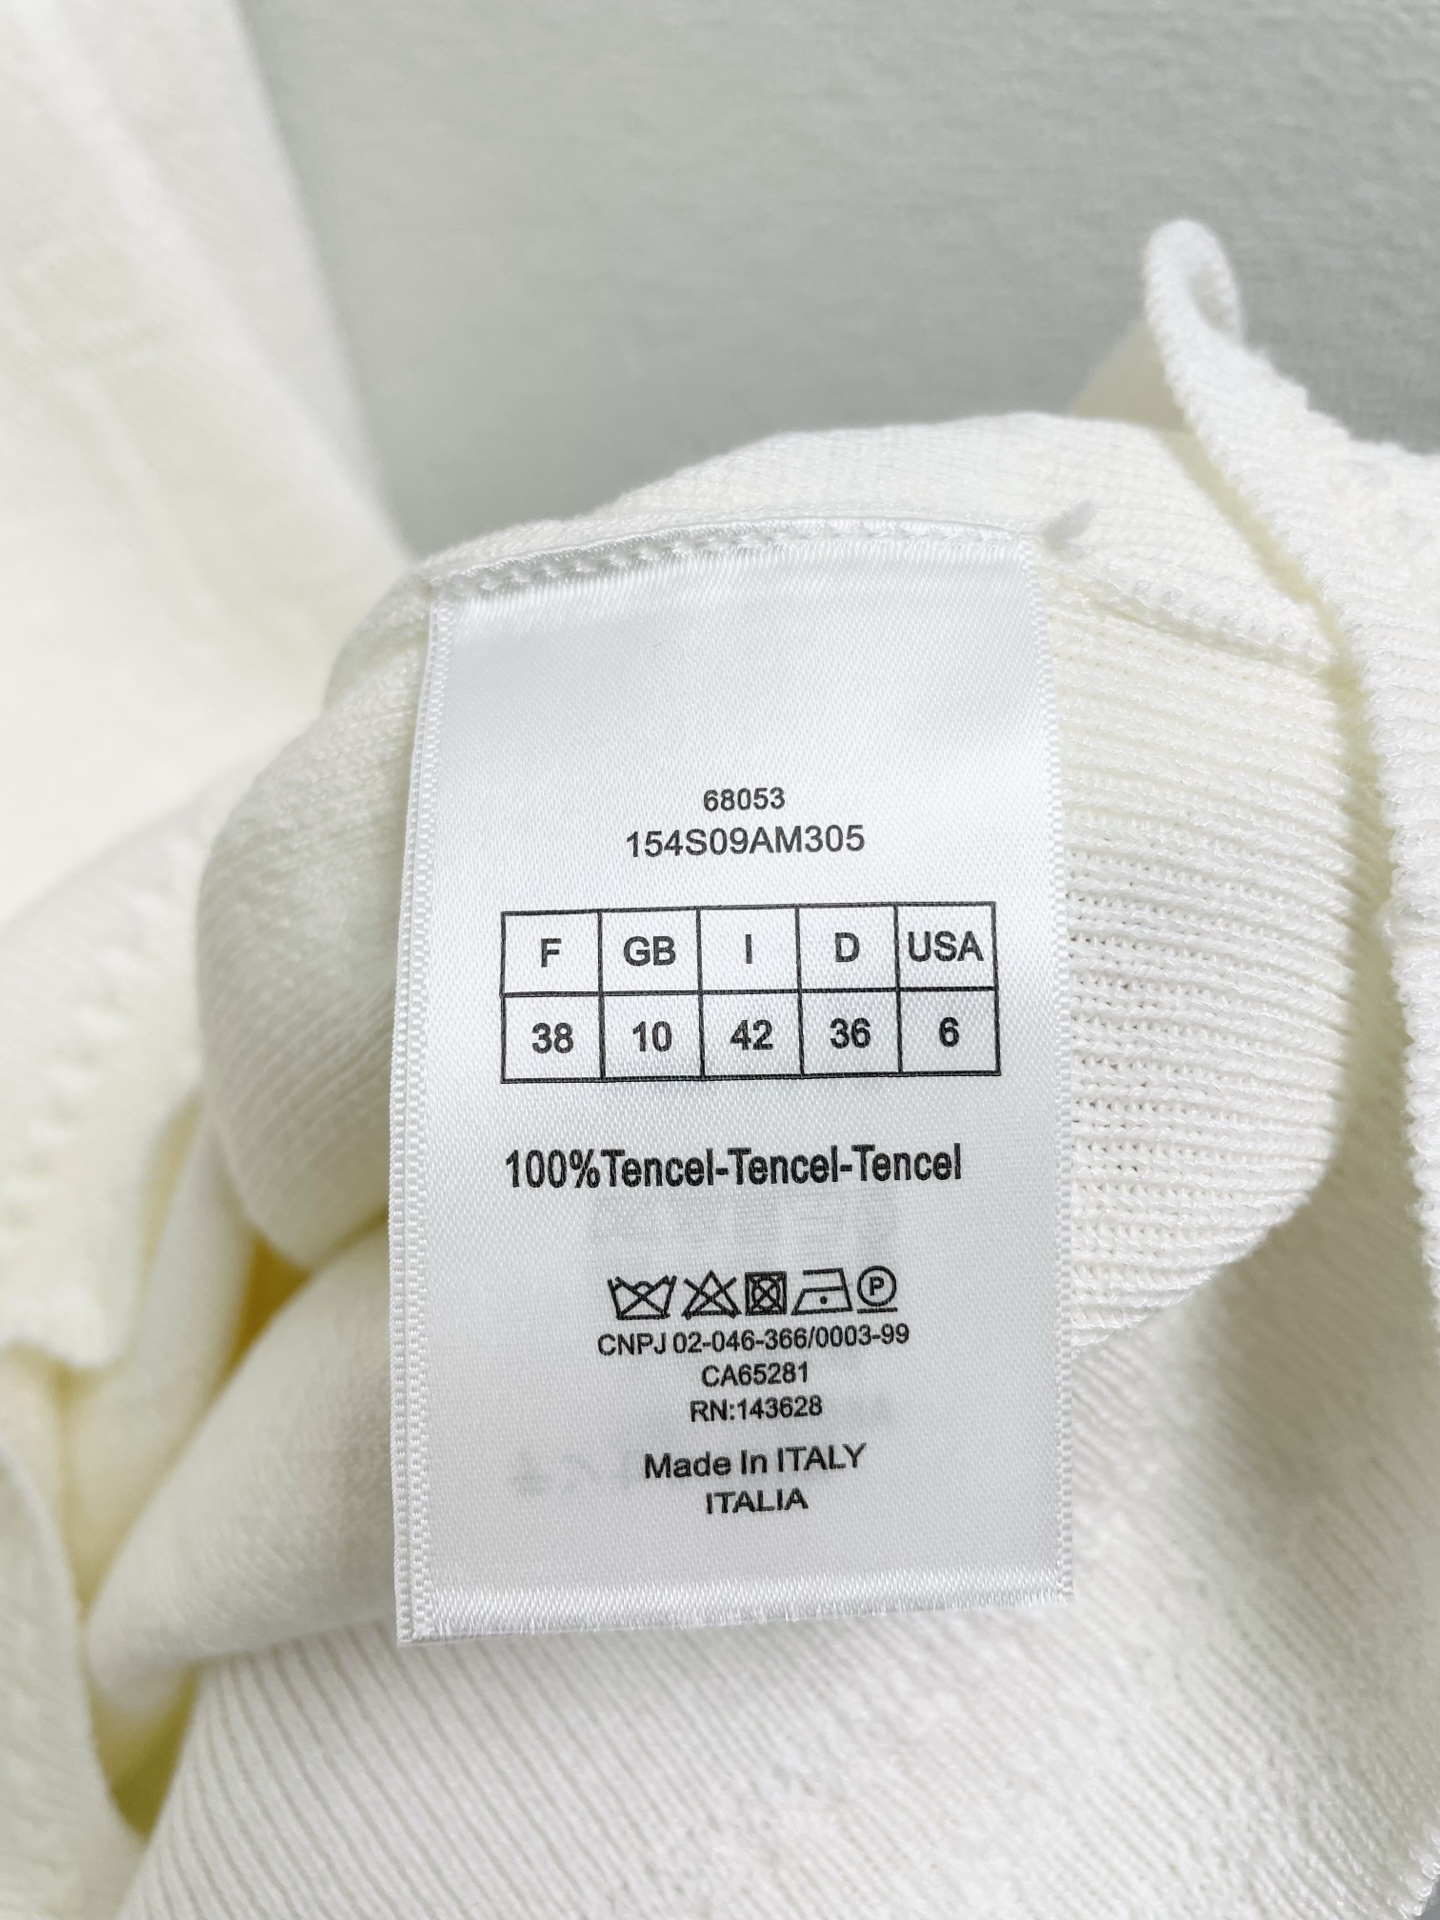 68053
154S09AM305
F GB I D USA
38 10 42 36 6
100%Tencel-Tencel-Tencel
P
CNPJ 02-046-366/0003-99
CA65281
RN:143628
Made In ITALY
ITALIA